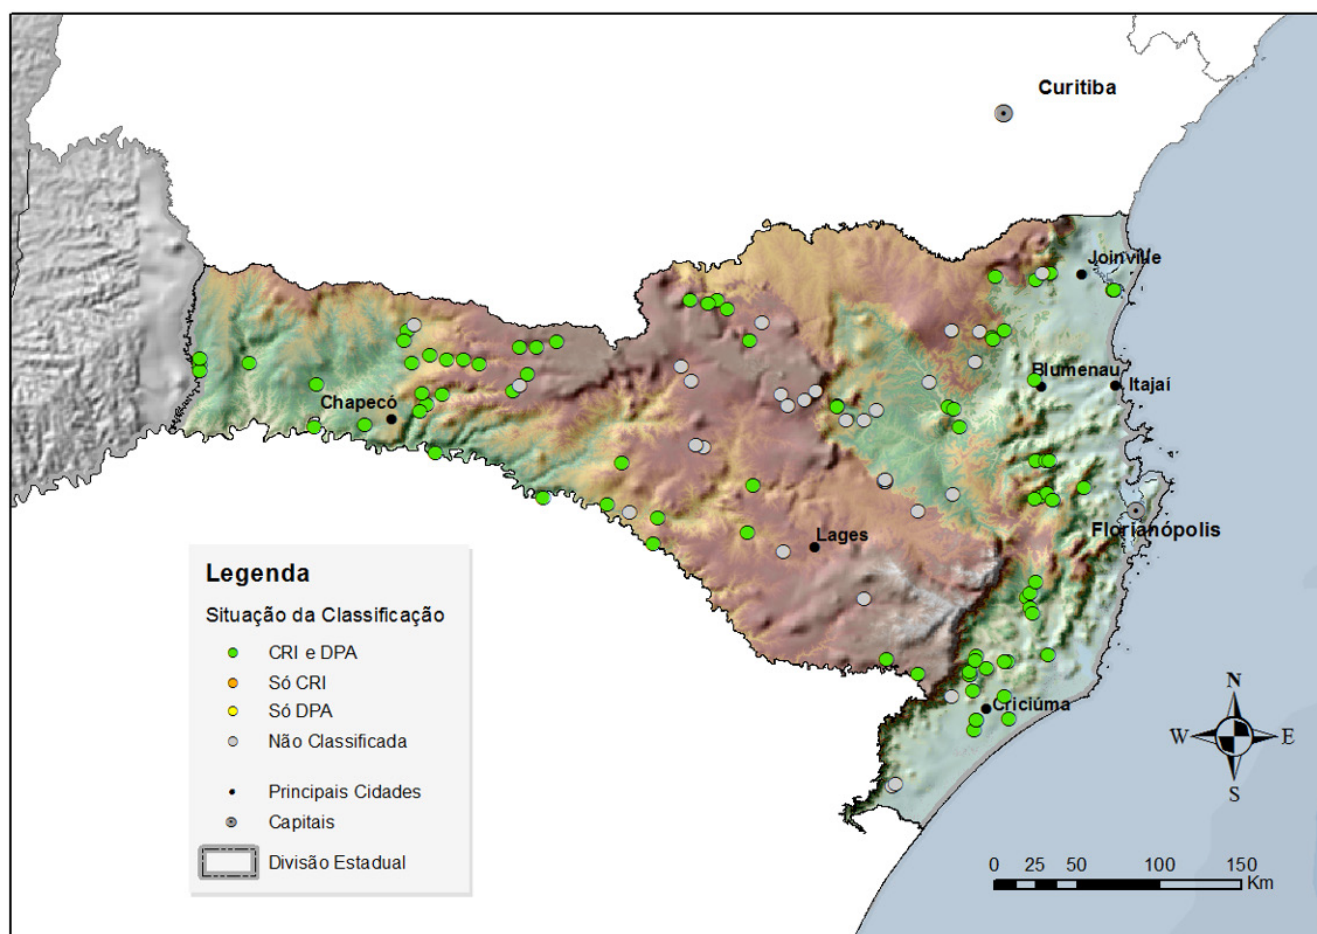 Curitiba
Joinville
Blumenau
Itajaí
Chapecó
Florianópolis
Lages
Criciúma
Legenda
Situação da Classificação
CRI e DPA
Só CRI
Só DPA
Não Classificada
Principais Cidades
Capitais
Divisão Estadual
N
W E
S
0 25 50 100 150
Km